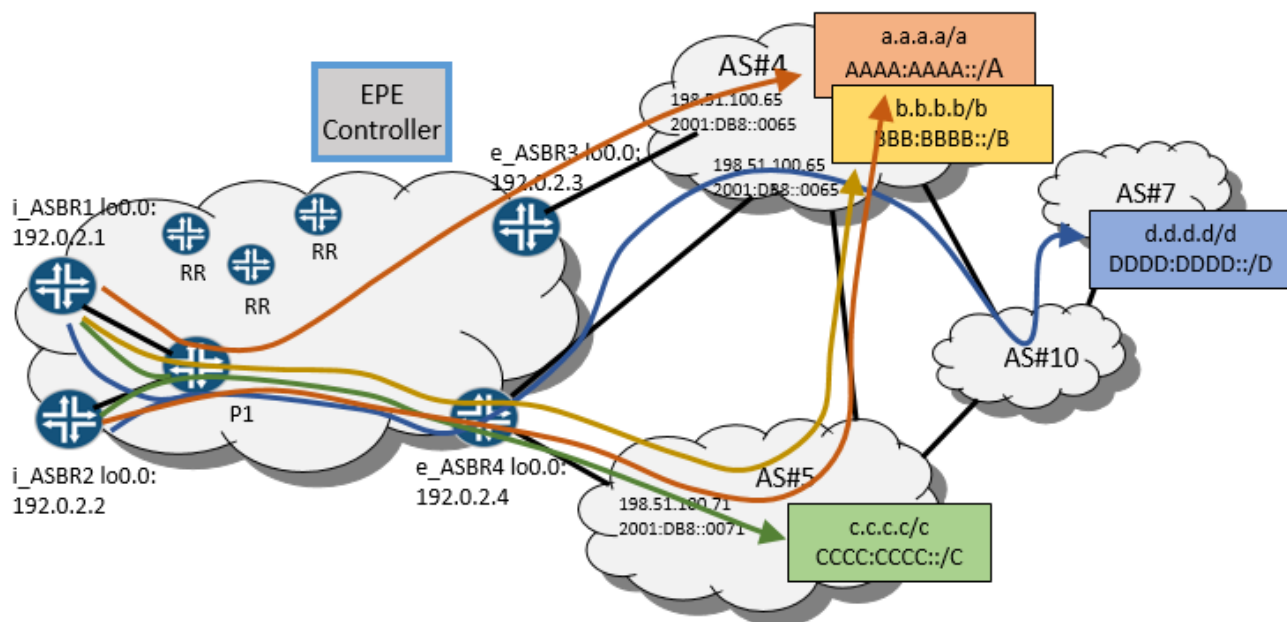 EPE
Controller
AS#4
198.51.100.65
2001:DB8::0065
a.a.a.a/a
AAAA:AAAA::/A
b.b.b.b/b
BBB:BBBB::/B
e_ASBR3 lo0.0:
192.0.2.3
198.51.100.65
2001:DB8::0065
AS#7
d.d.d.d/d
DDDD:DDDD::/D
i_ASBR1 lo0.0:
192.0.2.1
RR
RR
RR
AS#10
P1
i_ASBR2 lo0.0:
192.0.2.2
e_ASBR4 lo0.0:
192.0.2.4
AS#5
198.51.100.71
2001:DB8::0071
c.c.c.c/c
CCCC:CCCC::/C